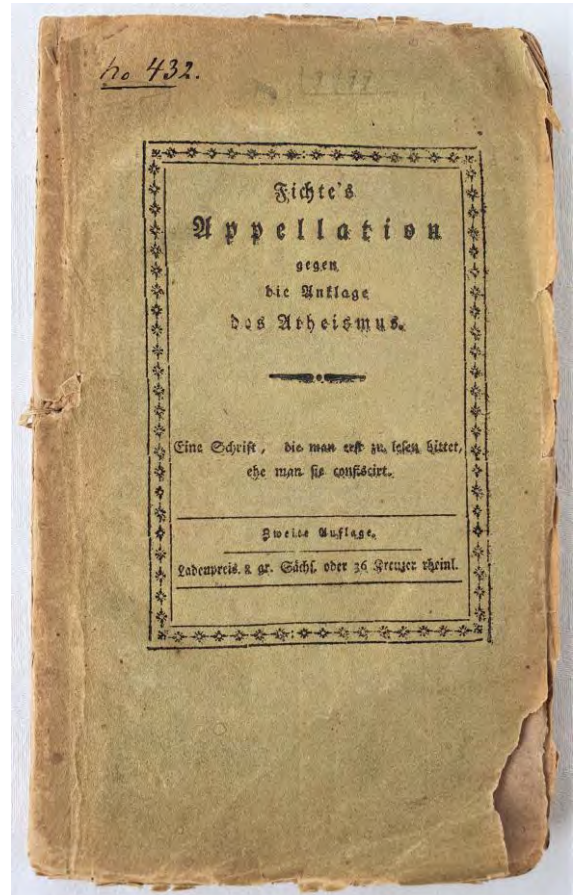 no 432.
Fichte's
Appellation
gegen
die Anklage
des Atheismus.
Eine Schrift, die man erst zu lesen bittet,
ehe man sie confiscirt.
Zweite Auflage.
Ladenpreis. 8 gr. Sächs. oder 36 Kreuzer rheinl.